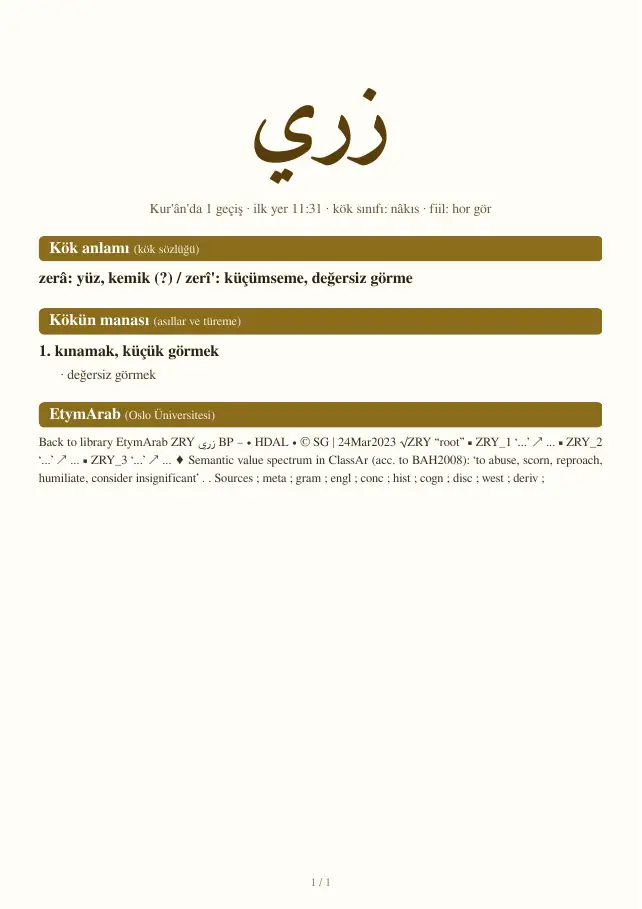 زري
Kur'ân'da 1 geçiş · ilk yer 11:31 · kök sınıfı: nâkıs · fiil: hor gör
Kök anlamı (kök sözlüğü)
zerâ: yüz, kemik (?) / zerî': küçümseme, değersiz görme
Kökün manası (asıllar ve türeme)
1. kınamak, küçük görmek
· değersiz görmek
EtymArab (Oslo Üniversitesi)
Back to library EtymArab ZRY زري BP – • HDAL • © SG | 24Mar2023 √ZRY “root” ▪ ZRY_1 ‘...’ ↗ ... ▪ ZRY_2
‘...’ ↗ ... ▪ ZRY_3 ‘...’ ↗ ... ♦ Semantic value spectrum in ClassAr (acc. to BAH2008): ‘to abuse, scorn, reproach,
humiliate, consider insignificant’ . . Sources ; meta ; gram ; engl ; conc ; hist ; cogn ; disc ; west ; deriv ;
1 / 1